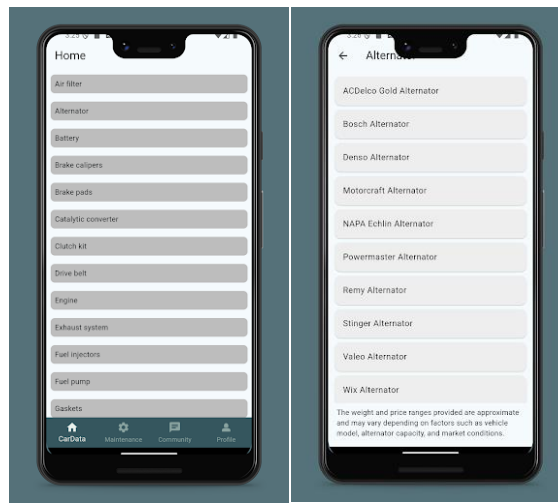 Home
Air filter
Alternator
Battery
Brake calipers
Brake pads
Catalytic converter
Clutch kit
Drive belt
Engine
Exhaust system
Fuel injectors
Fuel pump
Gaskets
CarData Maintenance Community Profile
ACDelco Gold Alternator
Bosch Alternator
Denso Alternator
Motorcraft Alternator
NAPA Echlin Alternator
Powermaster Alternator
Remy Alternator
Stinger Alternator
Valeo Alternator
Wix Alternator
The weight and price ranges provided are approximate
and may vary depending on factors such as vehicle
model, alternator capacity, and market conditions.